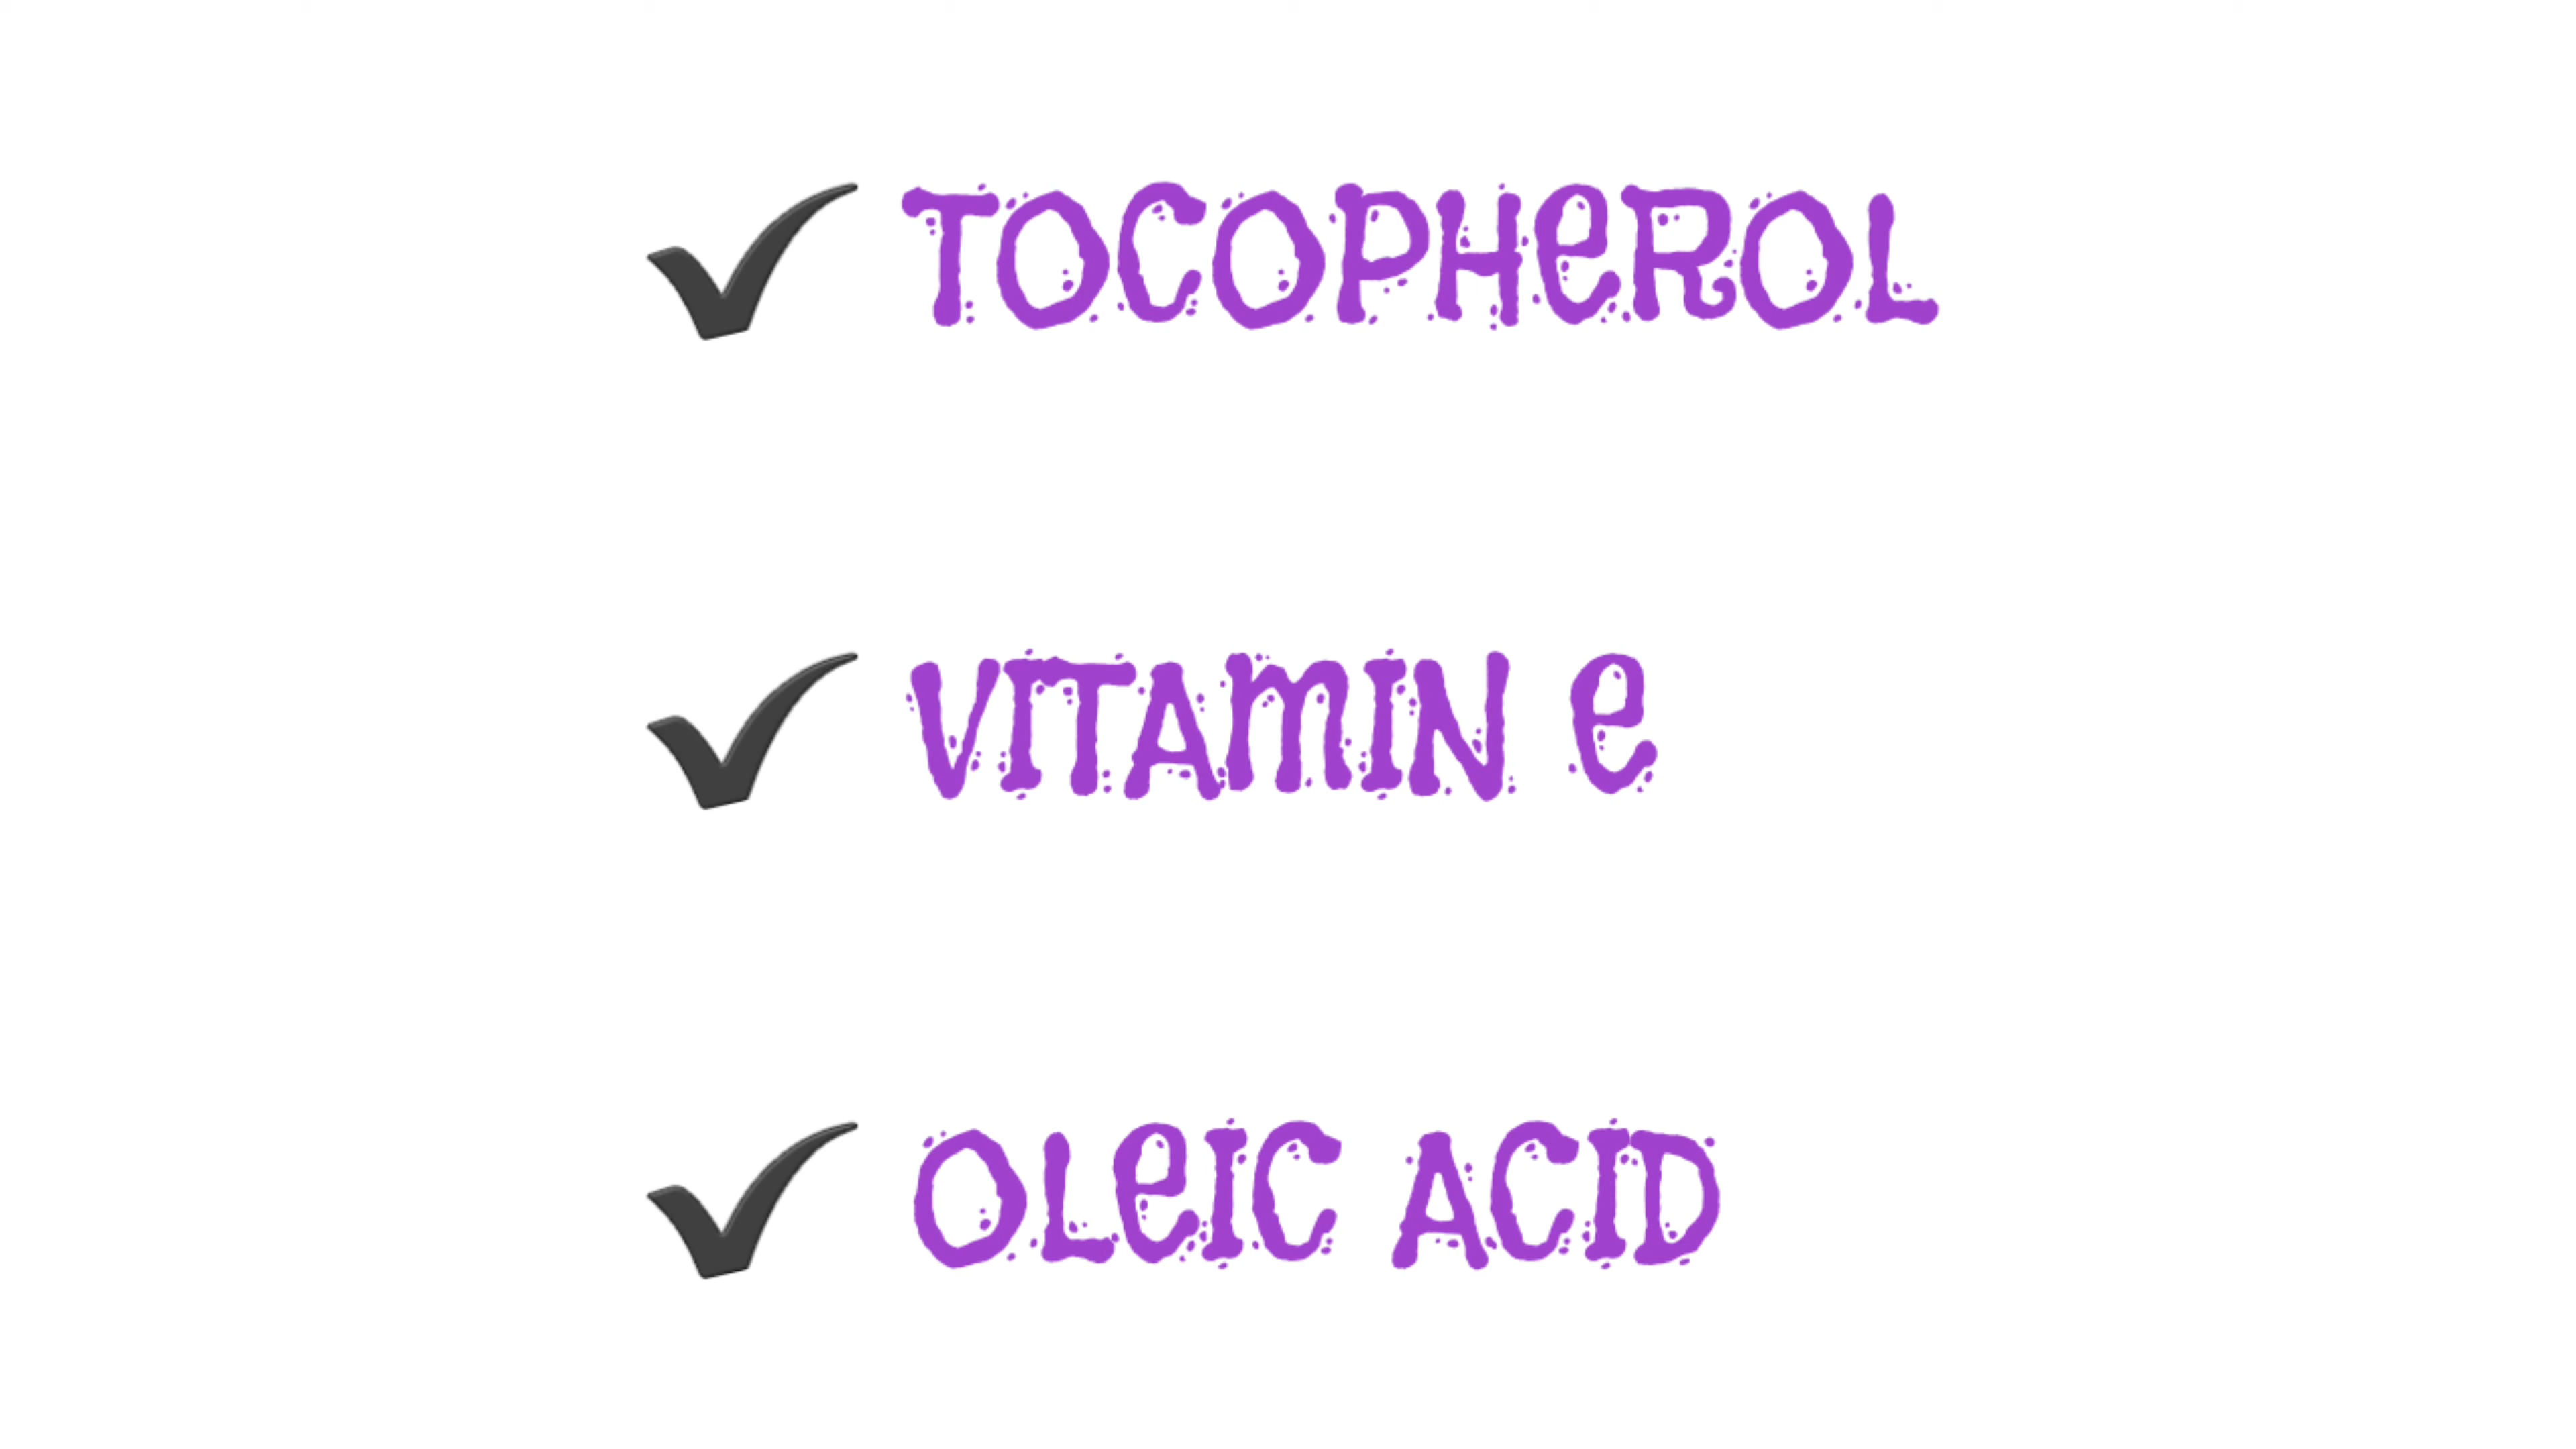 ✔ TOCOPHEROL
✔ VITAMIN E
✔ OLEIC ACID